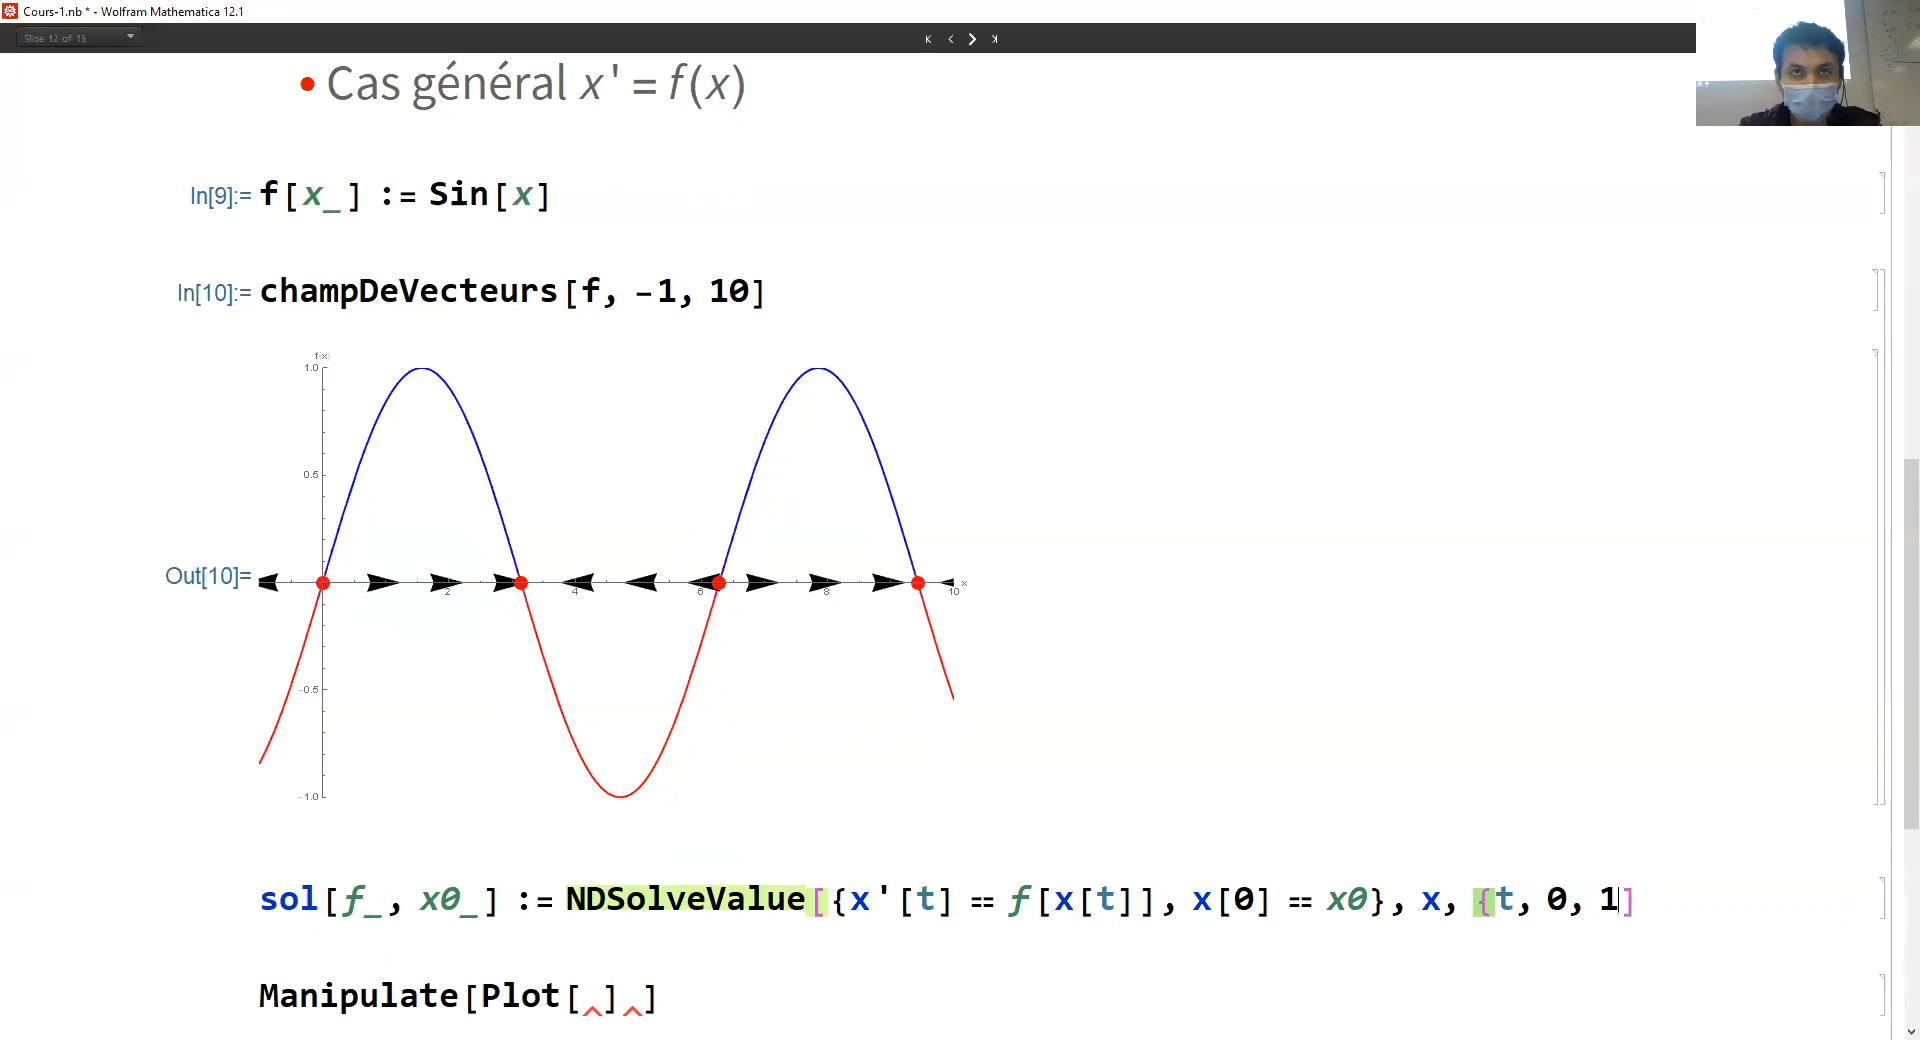 Cours-1.nb * - Wolfram Mathematica 12.1
Slide 12 of 15
• Cas général x' = f(x)
In[9]:= f[x_] := Sin[x]
In[10]:= champDeVecteurs[f, -1, 10]
f(x)
1.0
0.5
Out[10]=
2
4
6
8
10
x
-0.5
-1.0
sol[f_, x0_] := NDSolveValue[{x'[t] == f[x[t]], x[0] == x0}, x, {t, 0, 1]
Manipulate[Plot[]]